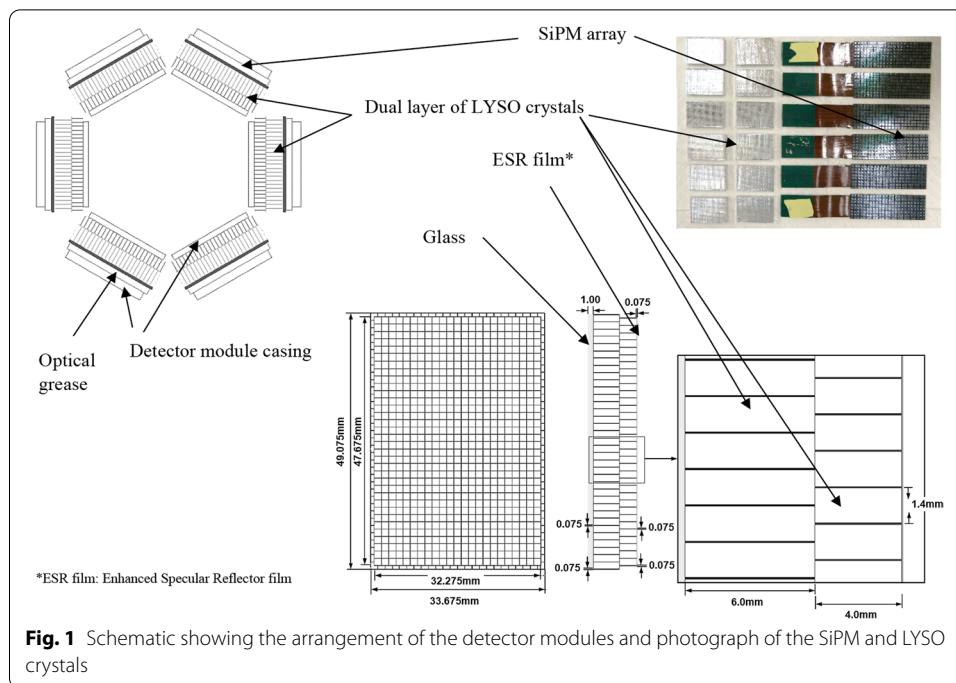 SiPM array
Dual layer of LYSO crystals
ESR film*
Glass
Optical
grease
Detector module casing
1.00
0.075
49.075mm
47.675mm
1.4mm
0.075
0.075
0.075
0.075
32.275mm
33.675mm
6.0mm
4.0mm
*ESR film: Enhanced Specular Reflector film
Fig. 1 Schematic showing the arrangement of the detector modules and photograph of the SiPM and LYSO
crystals